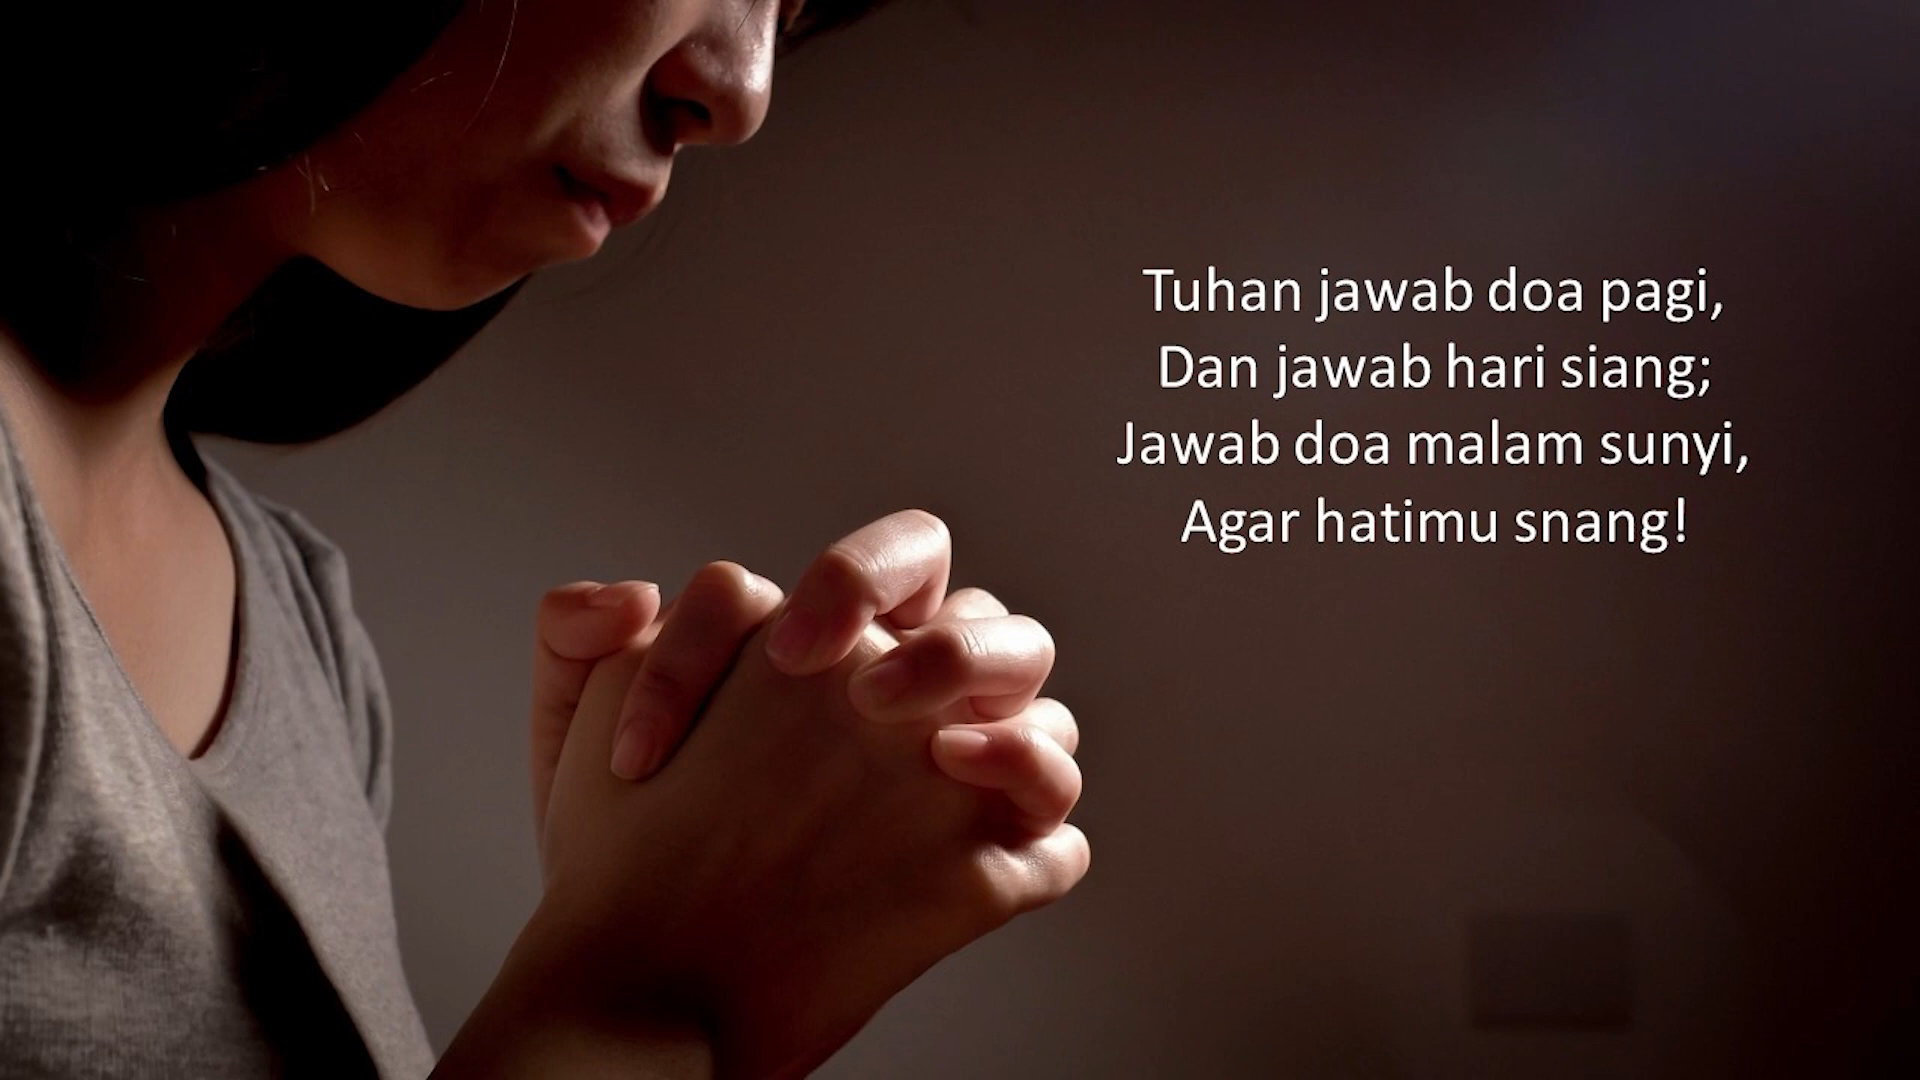 Tuhan jawab doa pagi,
Dan jawab hari siang;
Jawab doa malam sunyi,
Agar hatimu snang!